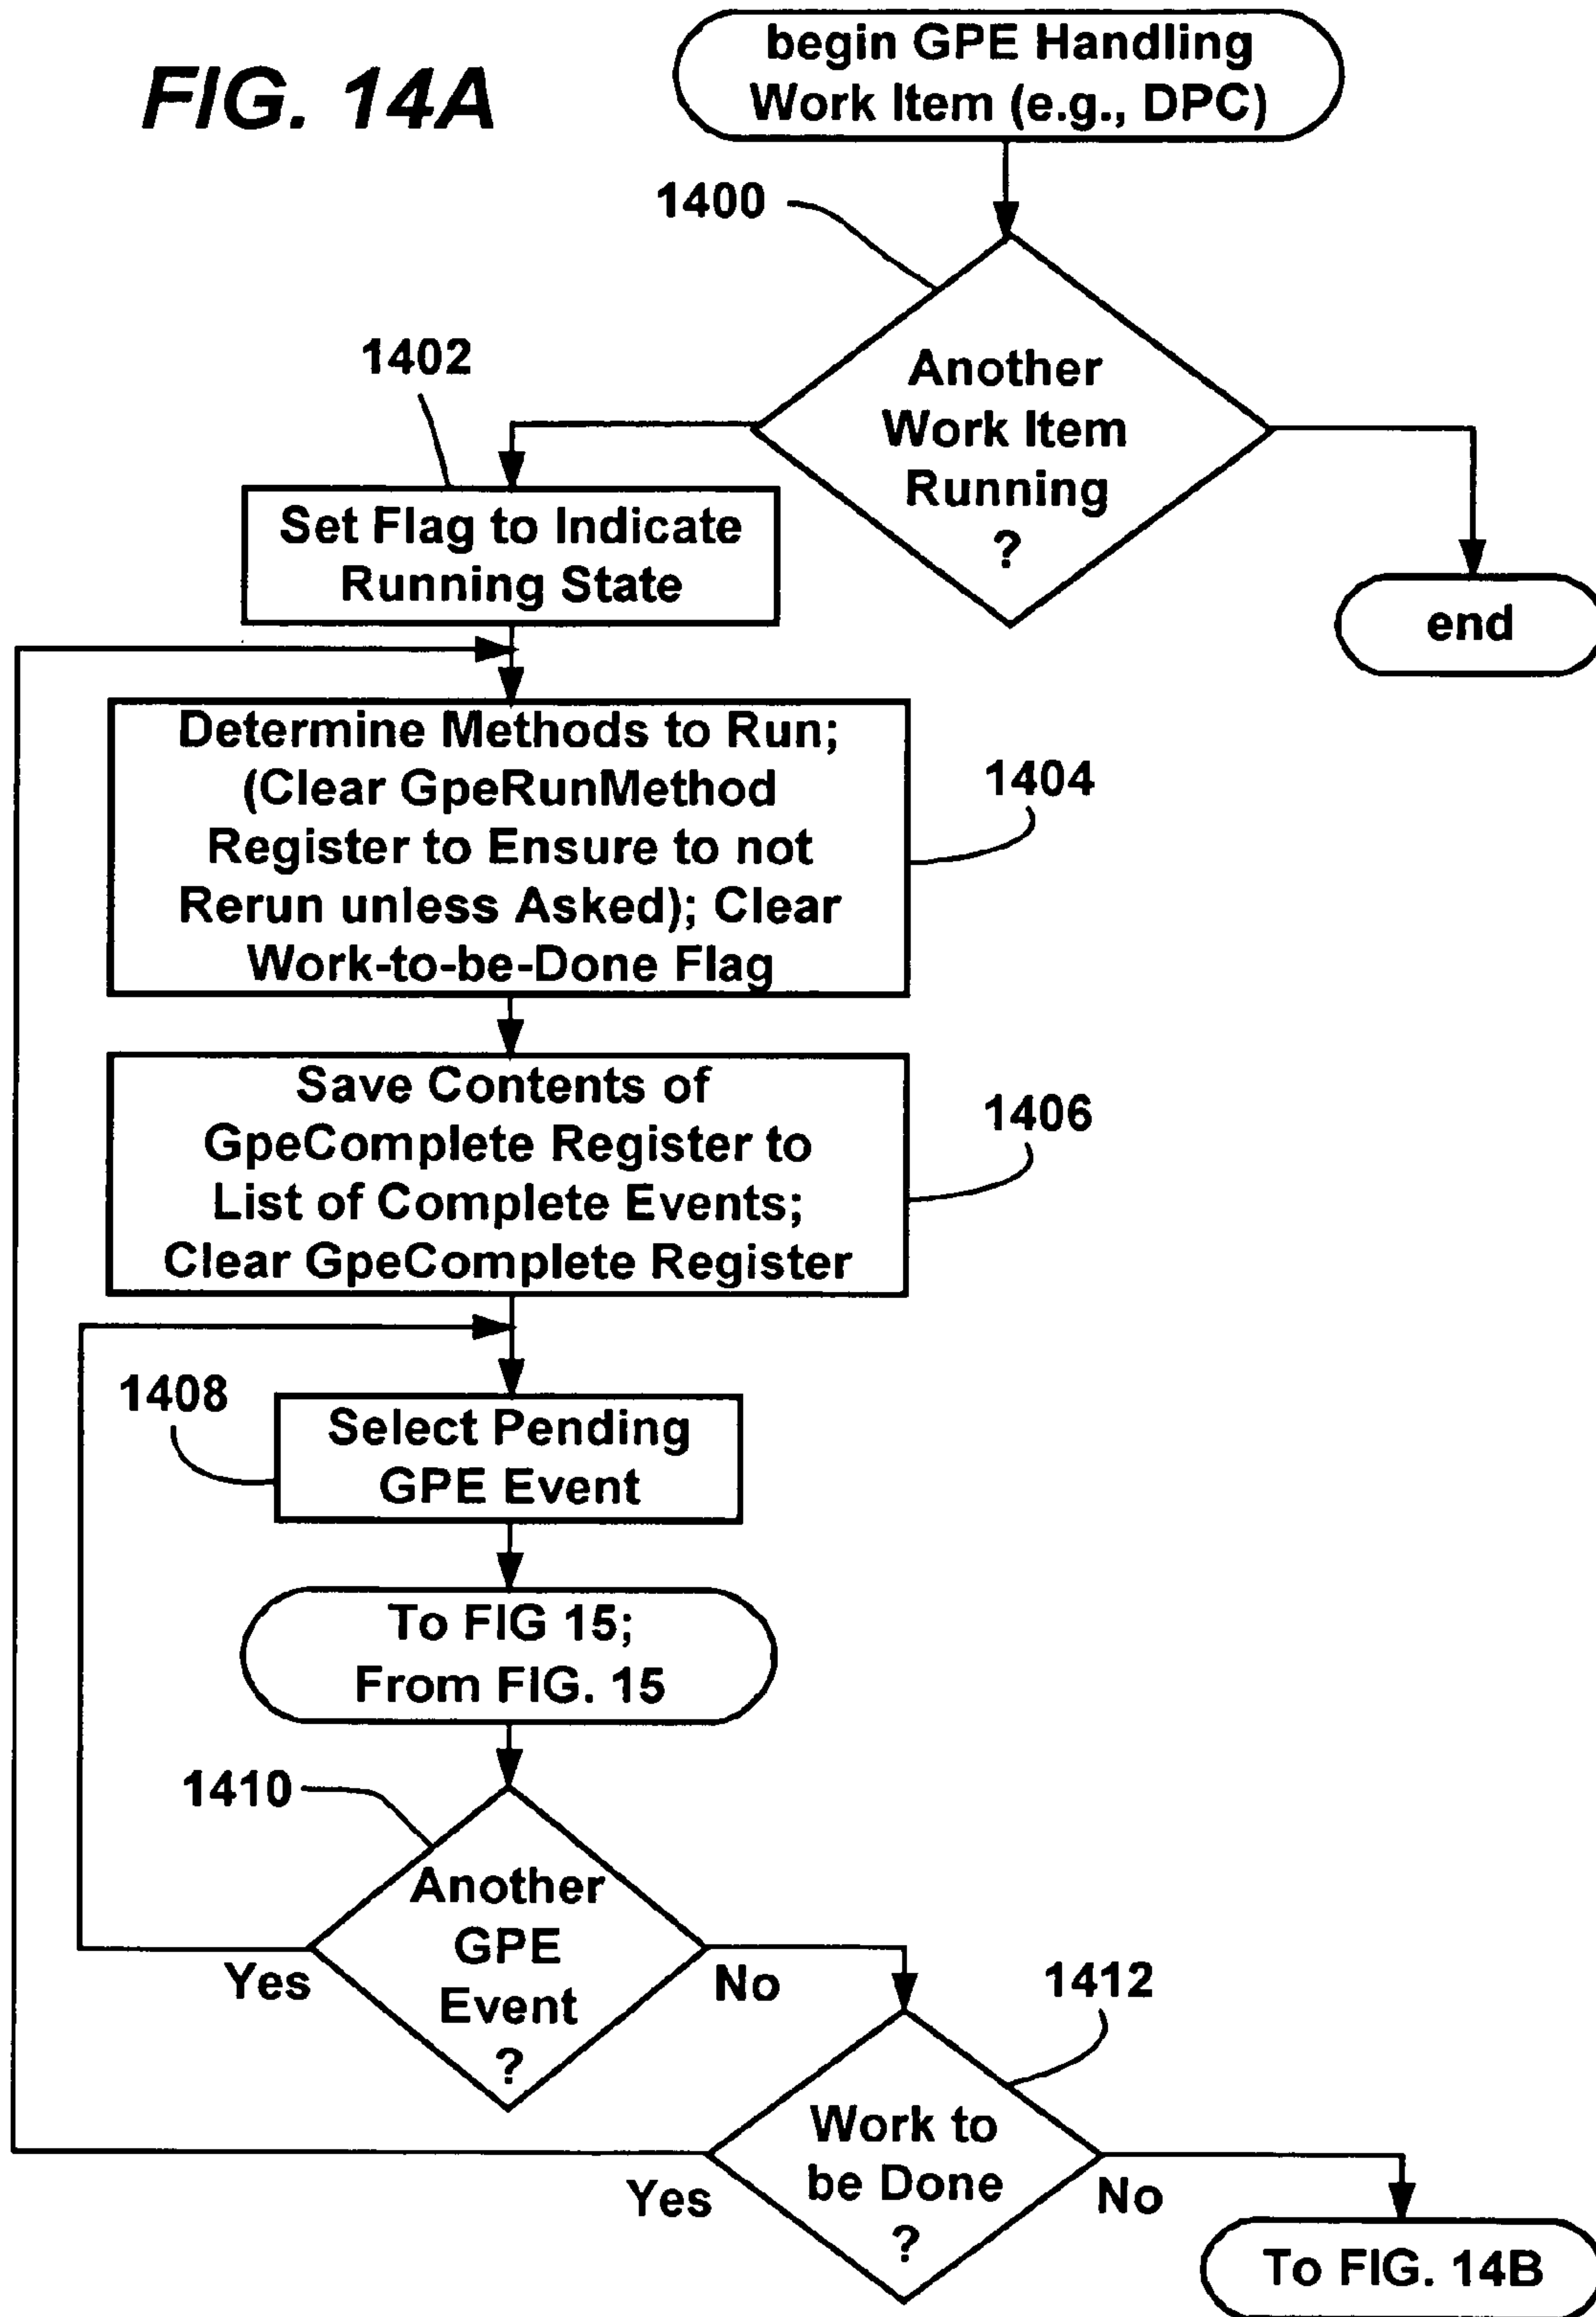 FIG. 14A
begin GPE Handling
Work Item (e.g., DPC)
1400
Another
Work Item
Running
?
1402
Set Flag to Indicate
Running State
end
Determine Methods to Run;
(Clear GpeRunMethod
Register to Ensure to not
Rerun unless Asked); Clear
Work-to-be-Done Flag
1404
Save Contents of
GpeComplete Register to
List of Complete Events;
Clear GpeComplete Register
1406
1408
Select Pending
GPE Event
To FIG 15;
From FIG. 15
1410
Another
GPE
Event
?
Yes
No
1412
Work to
be Done
?
Yes
No
To FIG. 14B